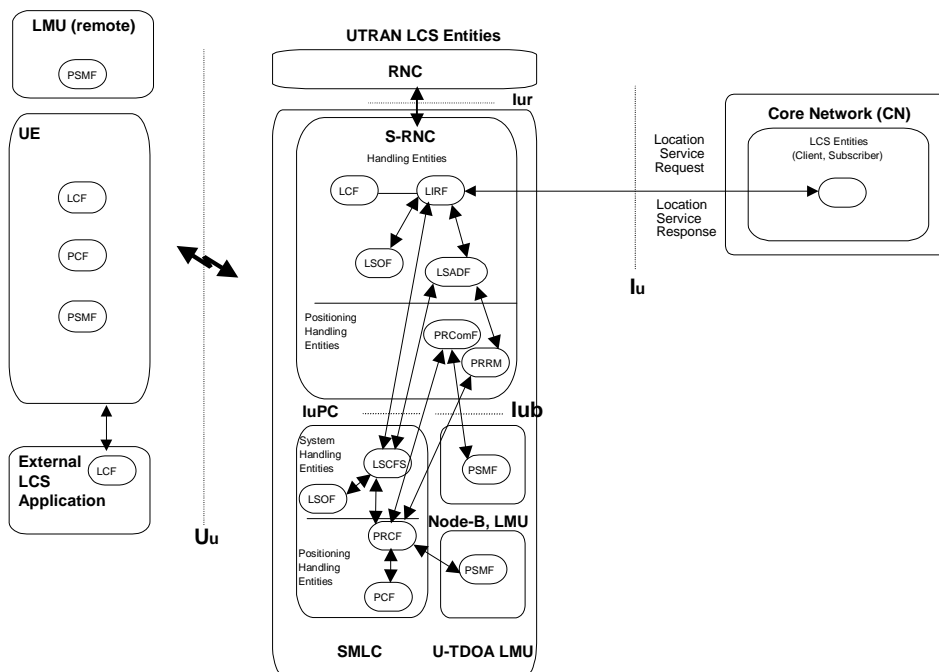 LMU (remote)
PSMF
UE
LCF
PCF
PSMF
External
LCS
Application
LCF
Uu
UTRAN LCS Entities
RNC
Iur
S-RNC
Handling Entities
LCF
LIRF
LSOF
LSADF
Positioning
Handling
Entities
PRComF
PRRM
IuPC
Iub
System
Handling
Entities
LSCFS
LSOF
PRCF
Positioning
Handling
Entities
PCF
SMLC
PSMF
Node-B, LMU
PSMF
U-TDOA LMU
Location
Service
Request
Location
Service
Response
Iu
Core Network (CN)
LCS Entities
(Client, Subscriber)